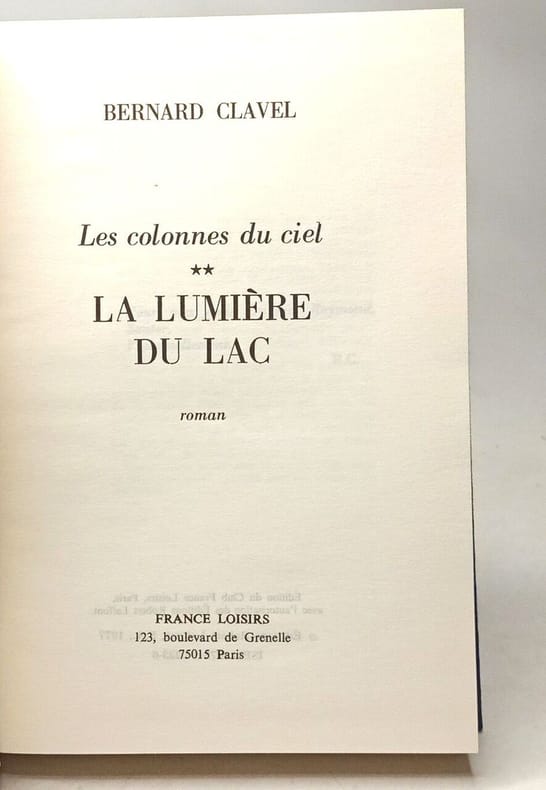 BERNARD CLAVEL
Les colonnes du ciel
★★
LA LUMIÈRE
DU LAC
roman
FRANCE LOISIRS
123, boulevard de Grenelle
75015 Paris